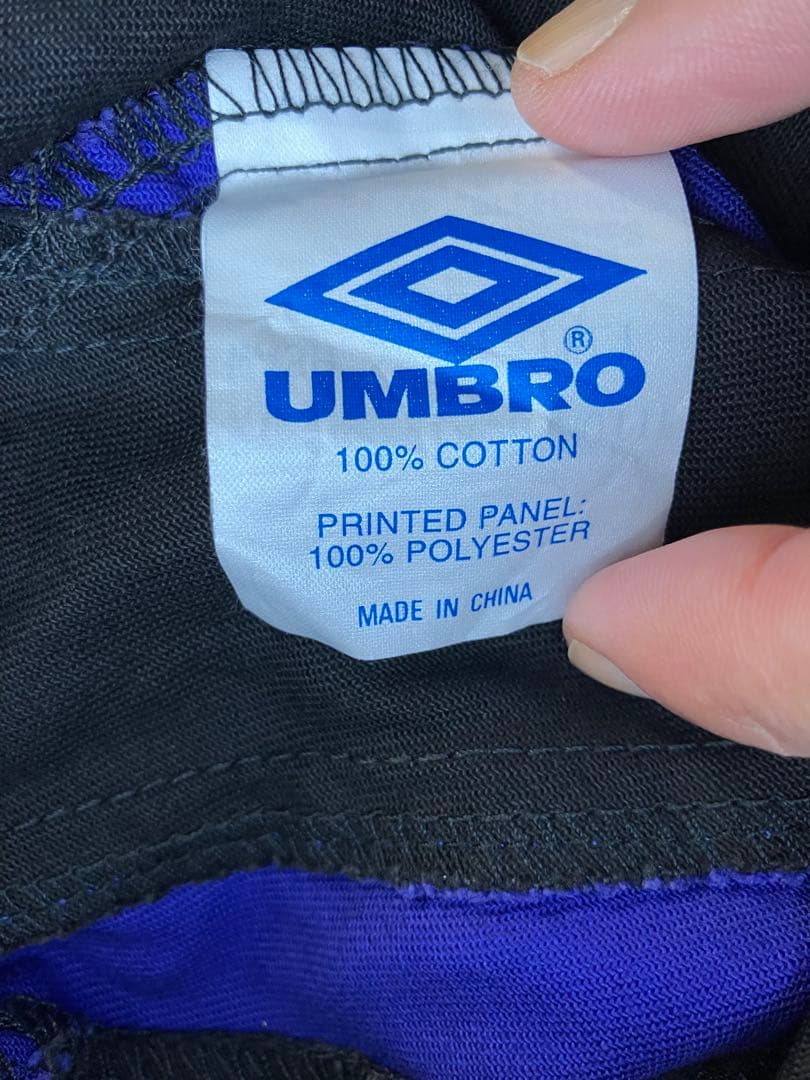 ®
UMBRO
100% COTTON
PRINTED PANEL:
100% POLYESTER
MADE IN CHINA